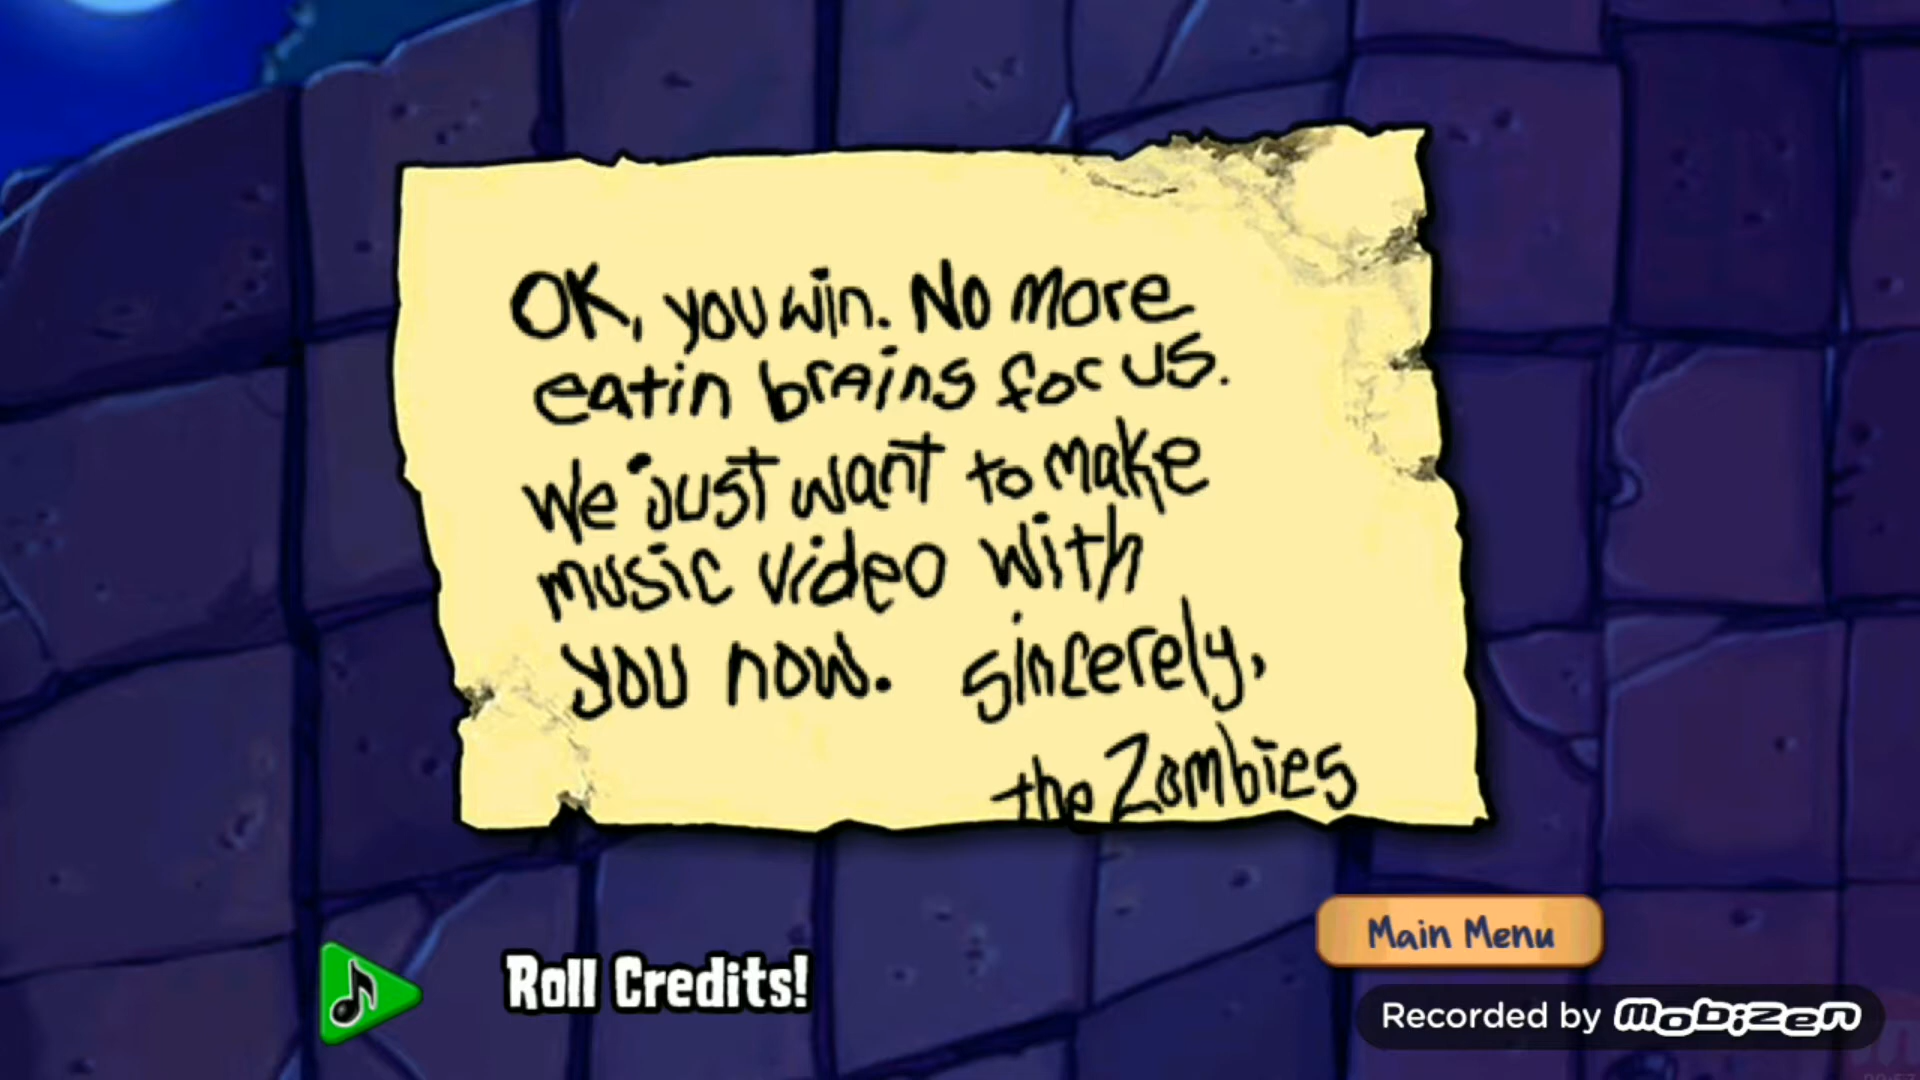 OK, you win. No more
eatin brains for us.
We just want to make
music video with
you now. sincerely,
the Zombies
Main Menu
Roll Credits!
Recorded by mobizen